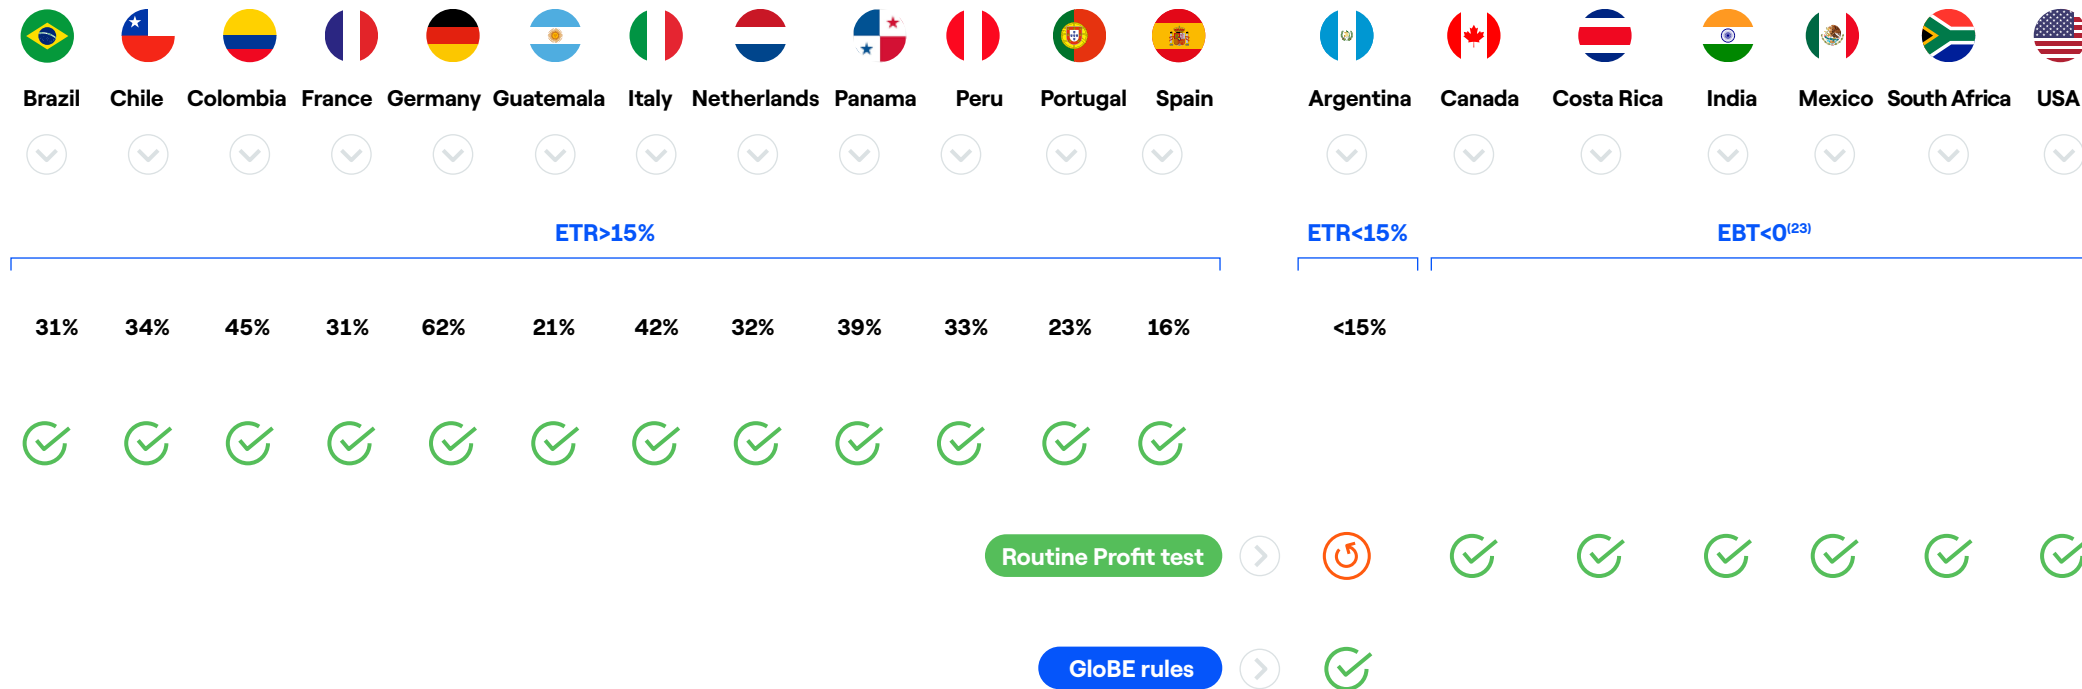 Brazil Chile Colombia France Germany Guatemala Italy Netherlands Panama Peru Portugal Spain Argentina Canada Costa Rica India Mexico South Africa USA
ETR>15% ETR<15% EBT<0(23)
31% 34% 45% 31% 62% 21% 42% 32% 39% 33% 23% 16% <15%
Routine Profit test
GloBE rules